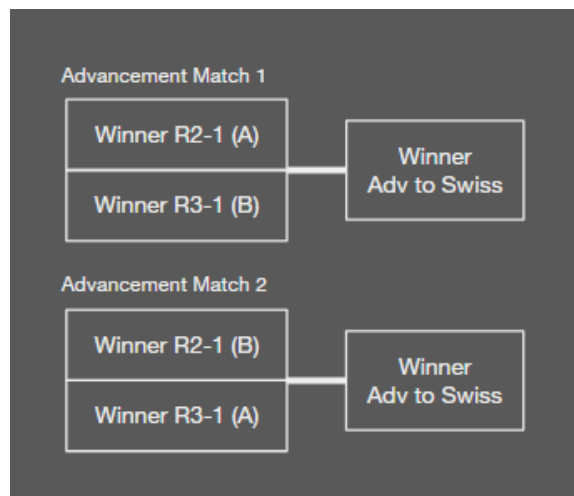 Advancement Match 1
Winner R2-1 (A)
Winner R3-1 (B)
Winner
Adv to Swiss
Advancement Match 2
Winner R2-1 (B)
Winner R3-1 (A)
Winner
Adv to Swiss